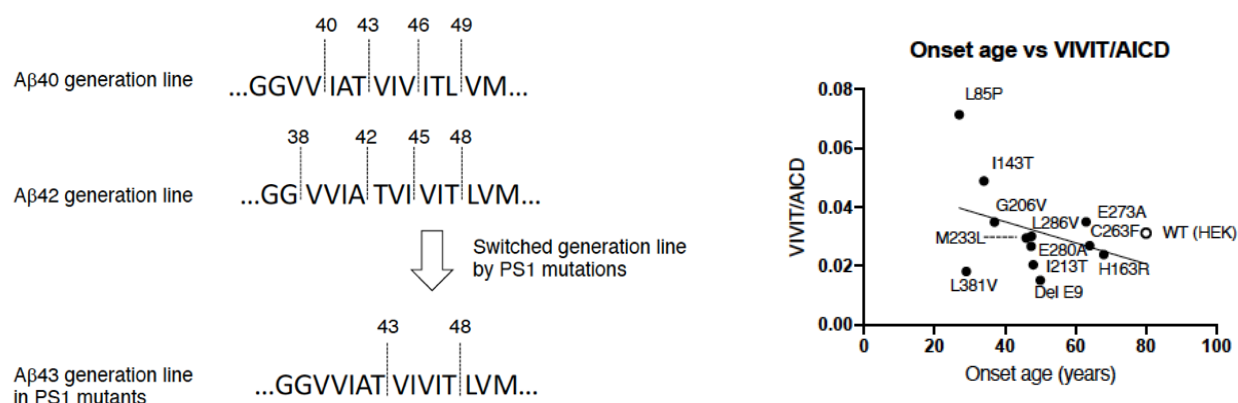 40 43 46 49
Aβ40 generation line
...GGVV IAT VIV ITL VM...
38 42 45 48
Aβ42 generation line
...GG VVIA TVI VIT LVM...
Switched generation line
by PS1 mutations
43 48
Aβ43 generation line
in PS1 mutants
...GGVVIAT VIVIT LVM...
Onset age vs VIVIT/AICD
VIVIT/AICD
0.08
0.06
0.04
0.02
0.00
L85P
I143T
G206V
L286V
E273A
M233L
C263F
WT (HEK)
E280A
I213T
H163R
L381V
Del E9
0 20 40 60 80 100
Onset age (years)